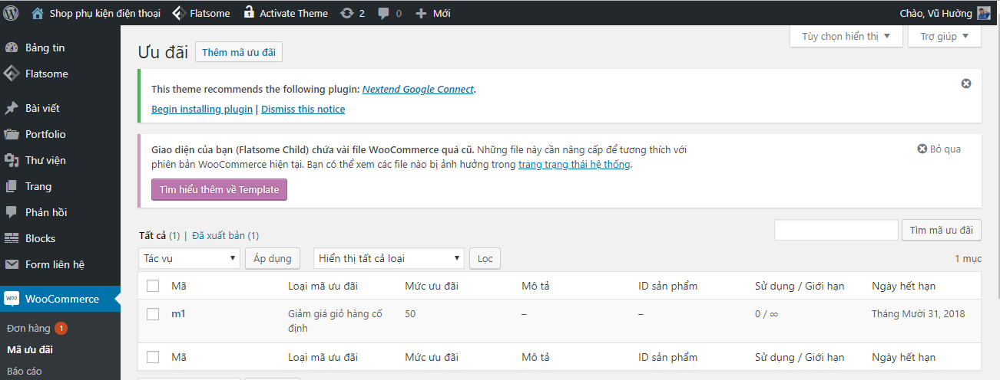 Shop phụ kiện điện thoại Flatsome Activate Theme 2 0 Mới Chào, Vũ Hường
Bảng tin
Flatsome
Bài viết
Portfolio
Thư viện
Trang
Phản hồi
Blocks
Form liên hệ
WooCommerce
Đơn hàng 1
Mã ưu đãi
Báo cáo
Tùy chọn hiển thị Trợ giúp
Ưu đãi Thêm mã ưu đãi
This theme recommends the following plugin: Nextend Google Connect.
Begin installing plugin | Dismiss this notice
Giao diện của bạn (Flatsome Child) chứa vài file WooCommerce quá cũ. Những file này cần nâng cấp để tương thích với
phiên bản WooCommerce hiện tại. Bạn có thể xem các file nào bị ảnh hưởng trong trang trạng thái hệ thống.
Bỏ qua
Tìm hiểu thêm về Template
Tất cả (1) | Đã xuất bản (1)
Tìm mã ưu đãi
Tác vụ Áp dụng Hiển thị tất cả loại Lọc 1 mục
Mã Loại mã ưu đãi Mức ưu đãi Mô tả ID sản phẩm Sử dụng / Giới hạn Ngày hết hạn
m1 Giảm giá giỏ hàng cố định 50 – – 0 / ∞ Tháng Mười 31, 2018
Mã Loại mã ưu đãi Mức ưu đãi Mô tả ID sản phẩm Sử dụng / Giới hạn Ngày hết hạn